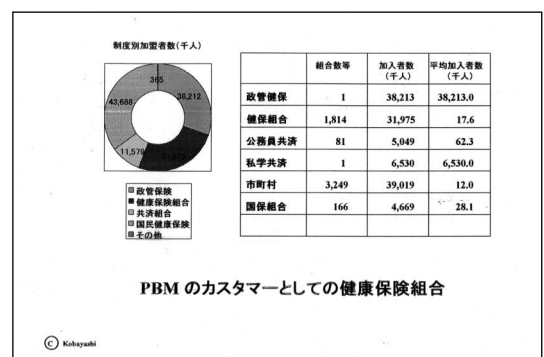 制度別加盟者数(千人)
365
38,212
43,688
11,579
政管保険
健康保険組合
共済組合
国民健康保険
その他
組合数等 加入者数(千人) 平均加入者数(千人)
政管健保 1 38,213 38,213.0
健保組合 1,814 31,975 17.6
公務員共済 81 5,049 62.3
私学共済 1 6,530 6,530.0
市町村 3,249 39,019 12.0
国保組合 166 4,669 28.1
PBM のカスタマーとしての健康保険組合
© Kobayashi